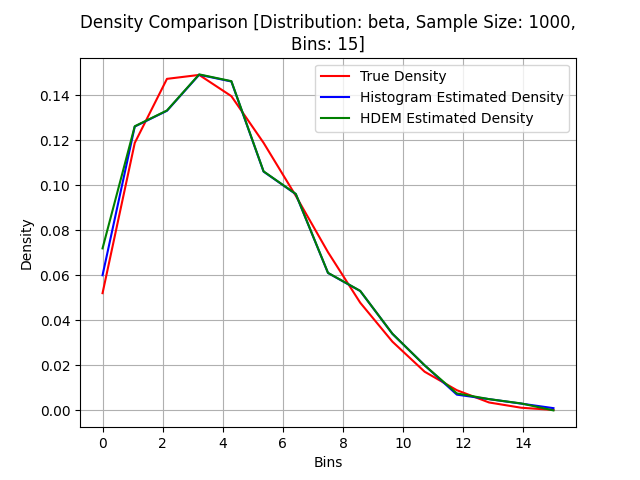 Density Comparison [Distribution: beta, Sample Size: 1000,
Bins: 15]
True Density
Histogram Estimated Density
HDEM Estimated Density
Density
0.14
0.12
0.10
0.08
0.06
0.04
0.02
0.00
0 2 4 6 8 10 12 14
Bins